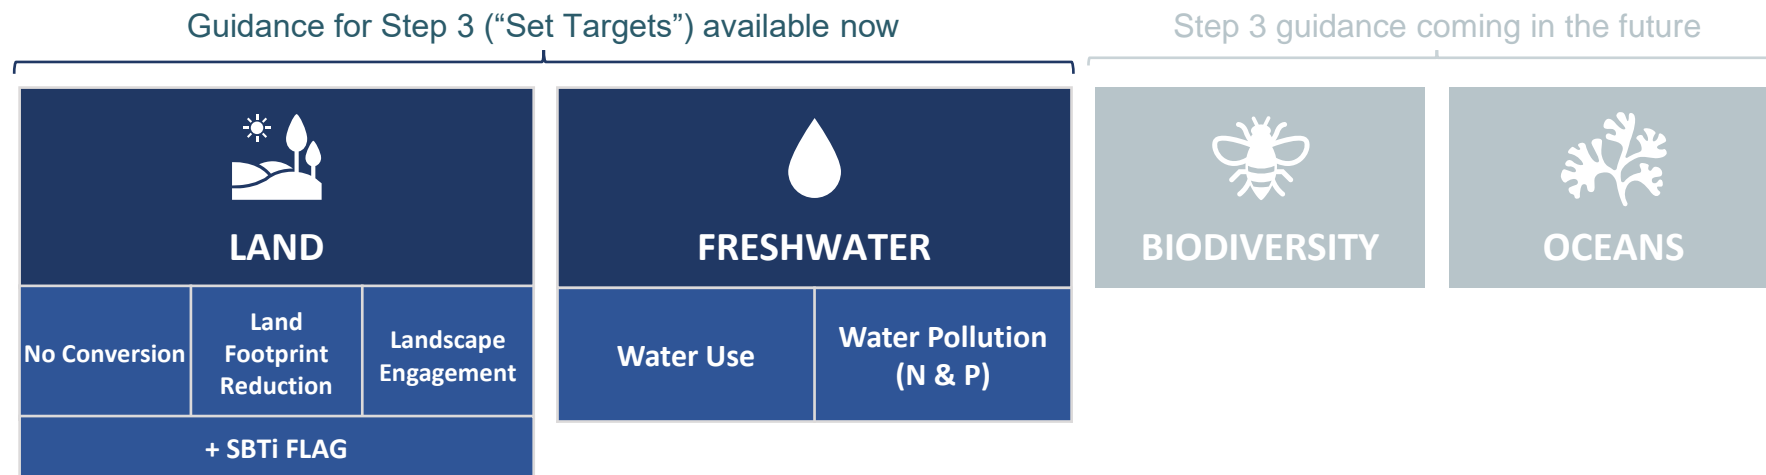 Guidance for Step 3 (“Set Targets”) available now
Step 3 guidance coming in the future
LAND
FRESHWATER
BIODIVERSITY
OCEANS
No Conversion
Land
Footprint
Reduction
Landscape
Engagement
Water Use
Water Pollution
(N & P)
+ SBTi FLAG